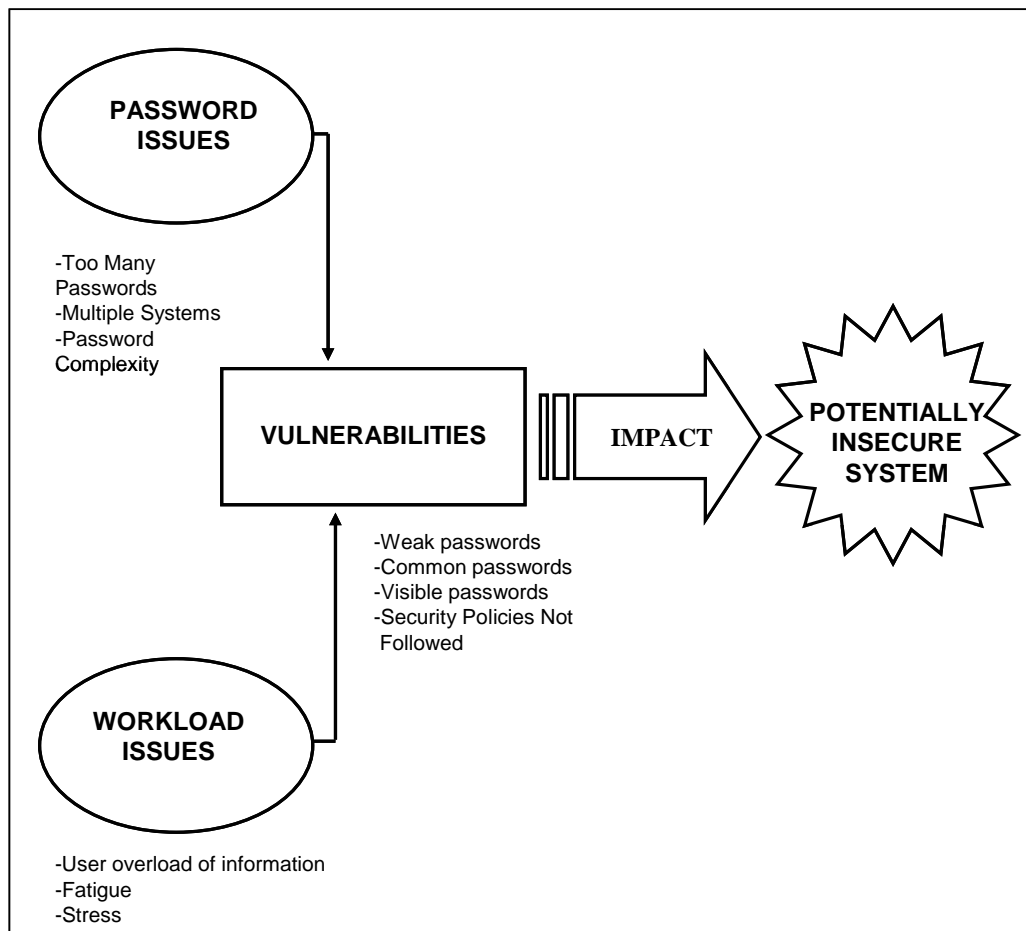 PASSWORD
ISSUES
-Too Many
Passwords
-Multiple Systems
-Password
Complexity
VULNERABILITIES
IMPACT
POTENTIALLY
INSECURE
SYSTEM
-Weak passwords
-Common passwords
-Visible passwords
-Security Policies Not
Followed
WORKLOAD
ISSUES
-User overload of information
-Fatigue
-Stress